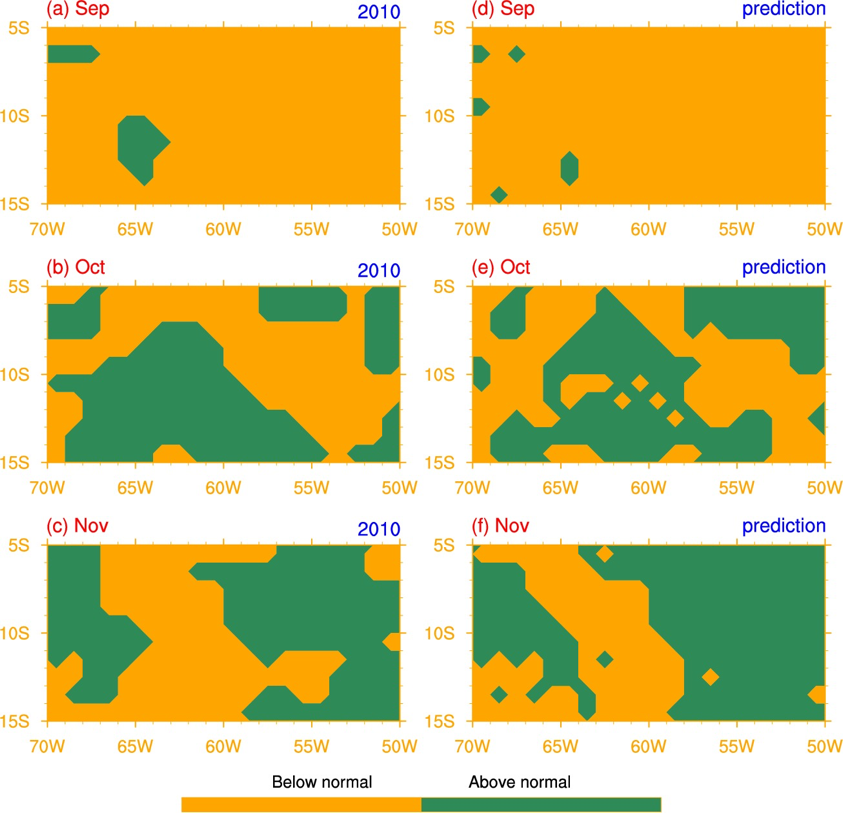 (a) Sep 2010 (d) Sep prediction
5S 5S
10S 10S
15S 15S
70W 65W 60W 55W 50W 70W 65W 60W 55W 50W
(b) Oct 2010 (e) Oct prediction
5S 5S
10S 10S
15S 15S
70W 65W 60W 55W 50W 70W 65W 60W 55W 50W
(c) Nov 2010 (f) Nov prediction
5S 5S
10S 10S
15S 15S
70W 65W 60W 55W 50W 70W 65W 60W 55W 50W
Below normal Above normal